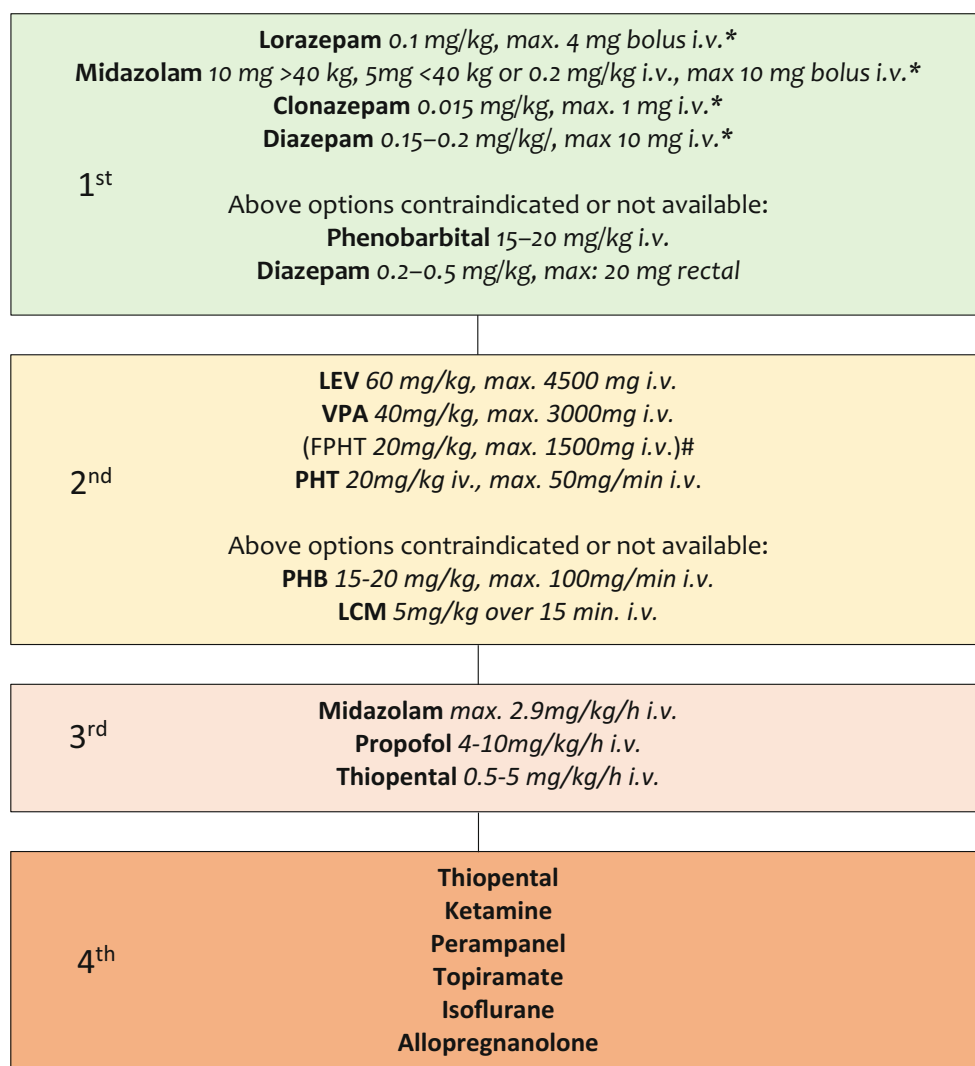 Lorazepam 0.1 mg/kg, max. 4 mg bolus i.v.*
Midazolam 10 mg >40 kg, 5mg <40 kg or 0.2 mg/kg i.v., max 10 mg bolus i.v.*
Clonazepam 0.015 mg/kg, max. 1 mg i.v.*
Diazepam 0.15–0.2 mg/kg/, max 10 mg i.v.*
1st
Above options contraindicated or not available:
Phenobarbital 15–20 mg/kg i.v.
Diazepam 0.2–0.5 mg/kg, max: 20 mg rectal
LEV 60 mg/kg, max. 4500 mg i.v.
VPA 40mg/kg, max. 3000mg i.v.
(FPHT 20mg/kg, max. 1500mg i.v.)#
2nd
PHT 20mg/kg iv., max. 50mg/min i.v.
Above options contraindicated or not available:
PHB 15-20 mg/kg, max. 100mg/min i.v.
LCM 5mg/kg over 15 min. i.v.
3rd
Midazolam max. 2.9mg/kg/h i.v.
Propofol 4-10mg/kg/h i.v.
Thiopental 0.5-5 mg/kg/h i.v.
Thiopental
Ketamine
Perampanel
4th
Topiramate
Isoflurane
Allopregnanolone